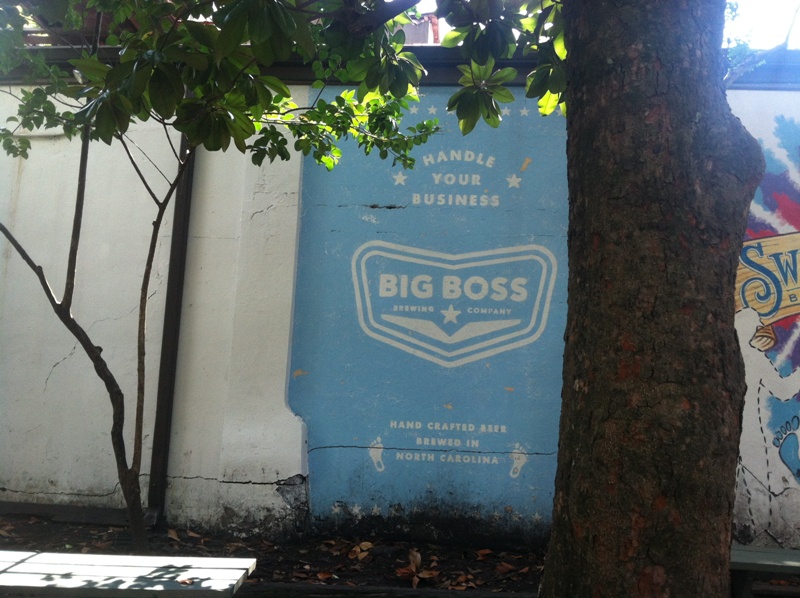 HANDLE
YOUR
BUSINESS
BIG BOSS
BREWING COMPANY
HAND CRAFTED BEER
BREWED IN
NORTH CAROLINA